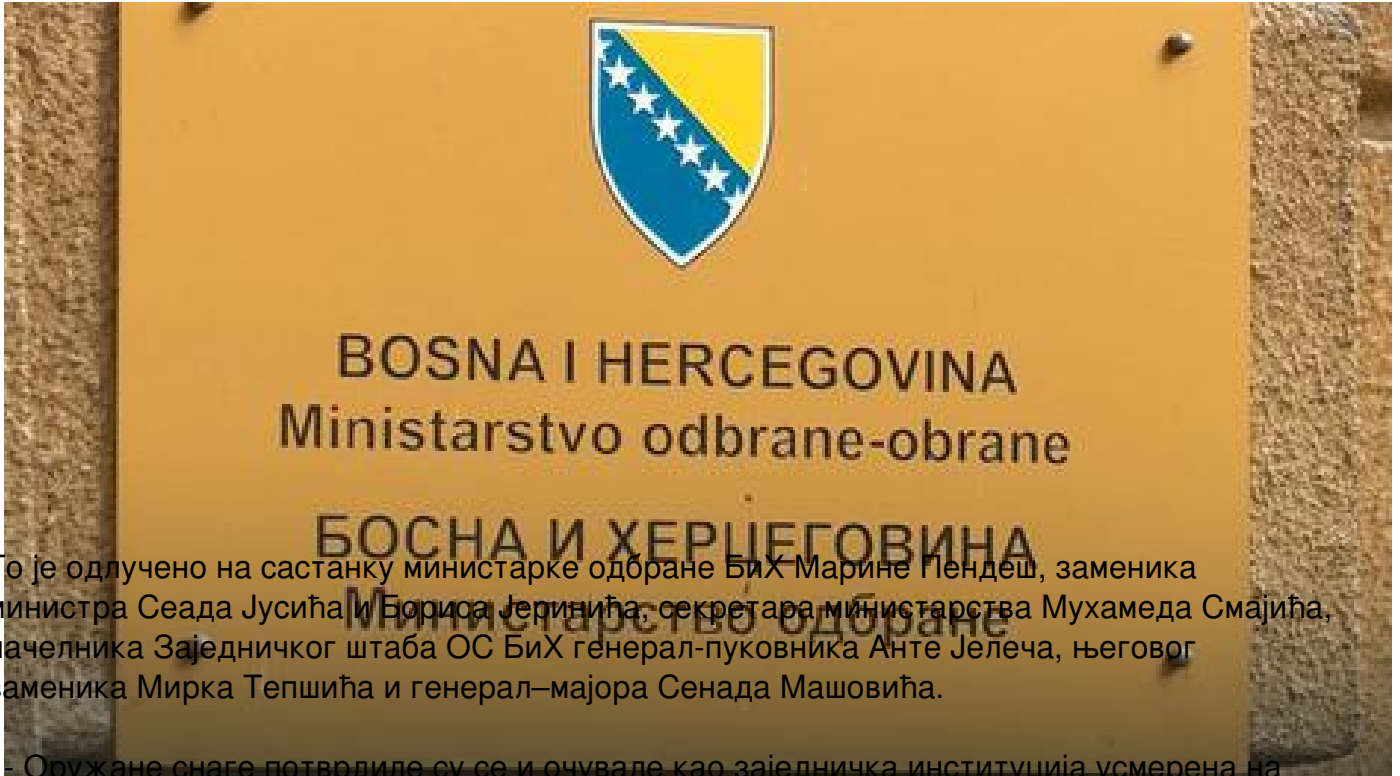 BOSNA I HERCEGOVINA
Ministarstvo odbrane-obrane
БОСНА И ХЕРЦЕГОВИНА
Министарство одбране
То је одлучено на састанку министарке одбране БиХ Марине Пендеш, заменика
министра Сеада Јусића и Бориса Јеринића, секретара министарства Мухамеда Смајића,
начелника Заједничког штаба ОС БиХ генерал-пуковника Анте Јелеча, његовог
заменика Мирка Тепшића и генерал–мајора Сенада Машовића.
- Оружане снаге потврдиле су се и очувале као заједничка институција усмерена на